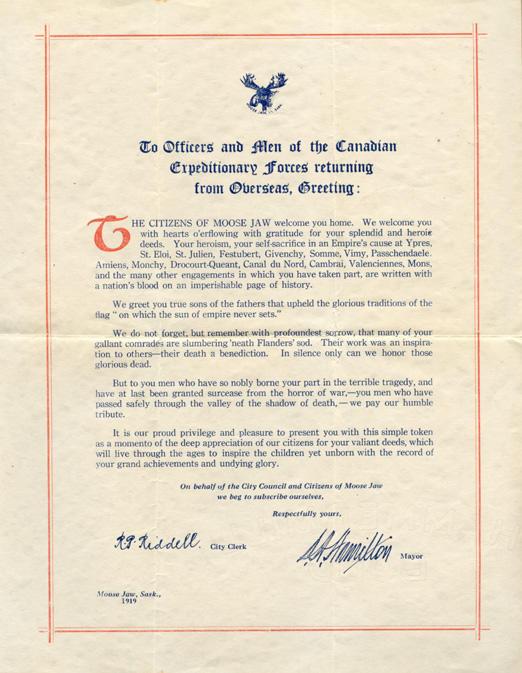 To Officers and Men of the Canadian
Expeditionary Forces returning
from Overseas, Greeting:
THE CITIZENS OF MOOSE JAW welcome you home. We welcome you
with hearts o'erflowing with gratitude for your splendid and heroic
deeds. Your heroism, your self-sacrifice in an Empire's cause at Ypres,
St. Eloi, St. Julien, Festubert, Givenchy, Somme, Vimy, Passchendaele,
Amiens, Monchy, Drocourt-Queant, Canal du Nord, Cambrai, Valenciennes, Mons,
and the many other engagements in which you have taken part, are written with
a nation's blood on an imperishable page of history.
We greet you true sons of the fathers that upheld the glorious traditions of the
flag "on which the sun of empire never sets."
We do not forget, but remember with profoundest sorrow, that many of your
gallant comrades are slumbering 'neath Flanders' sod. Their work was an inspira-
tion to others—their death a benediction. In silence only can we honor those
glorious dead.
But to you men who have so nobly borne your part in the terrible tragedy, and
have at last been granted surcease from the horror of war,—you men who have
passed safely through the valley of the shadow of death,—we pay our humble
tribute.
It is our proud privilege and pleasure to present you with this simple token
as a momento of the deep appreciation of our citizens for your valiant deeds, which
will live through the ages to inspire the children yet unborn with the record of
your grand achievements and undying glory.
On behalf of the City Council and Citizens of Moose Jaw
we beg to subscribe ourselves,
Respectfully yours,
Riddell. City Clerk
Hamilton Mayor
Moose Jaw, Sask.,
1919